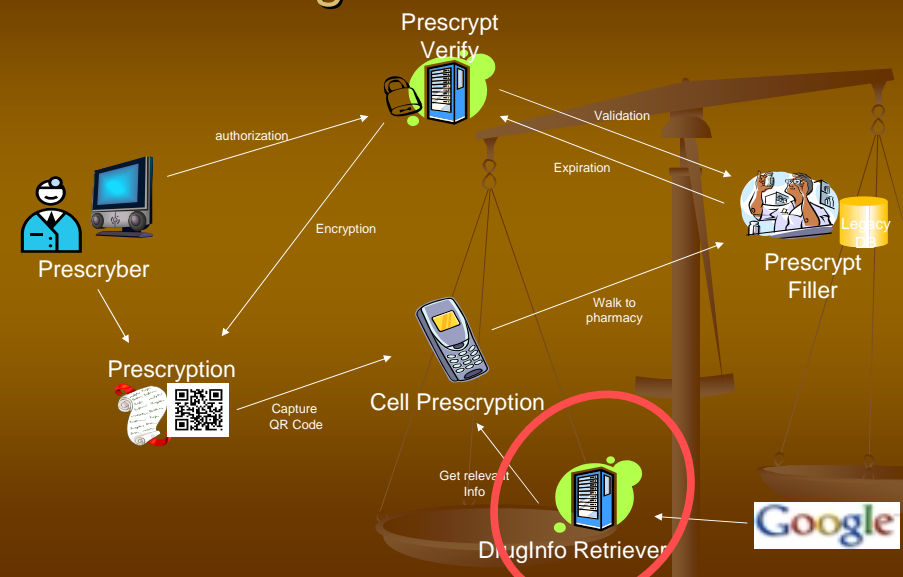 Prescrypt
Verify
authorization
Validation
Expiration
Encryption
Legacy
DB
Prescryber
Prescrypt
Filler
Walk to
pharmacy
Prescryption
Cell Prescryption
Capture
QR Code
Get relevant
Info
Google
DrugInfo Retriever